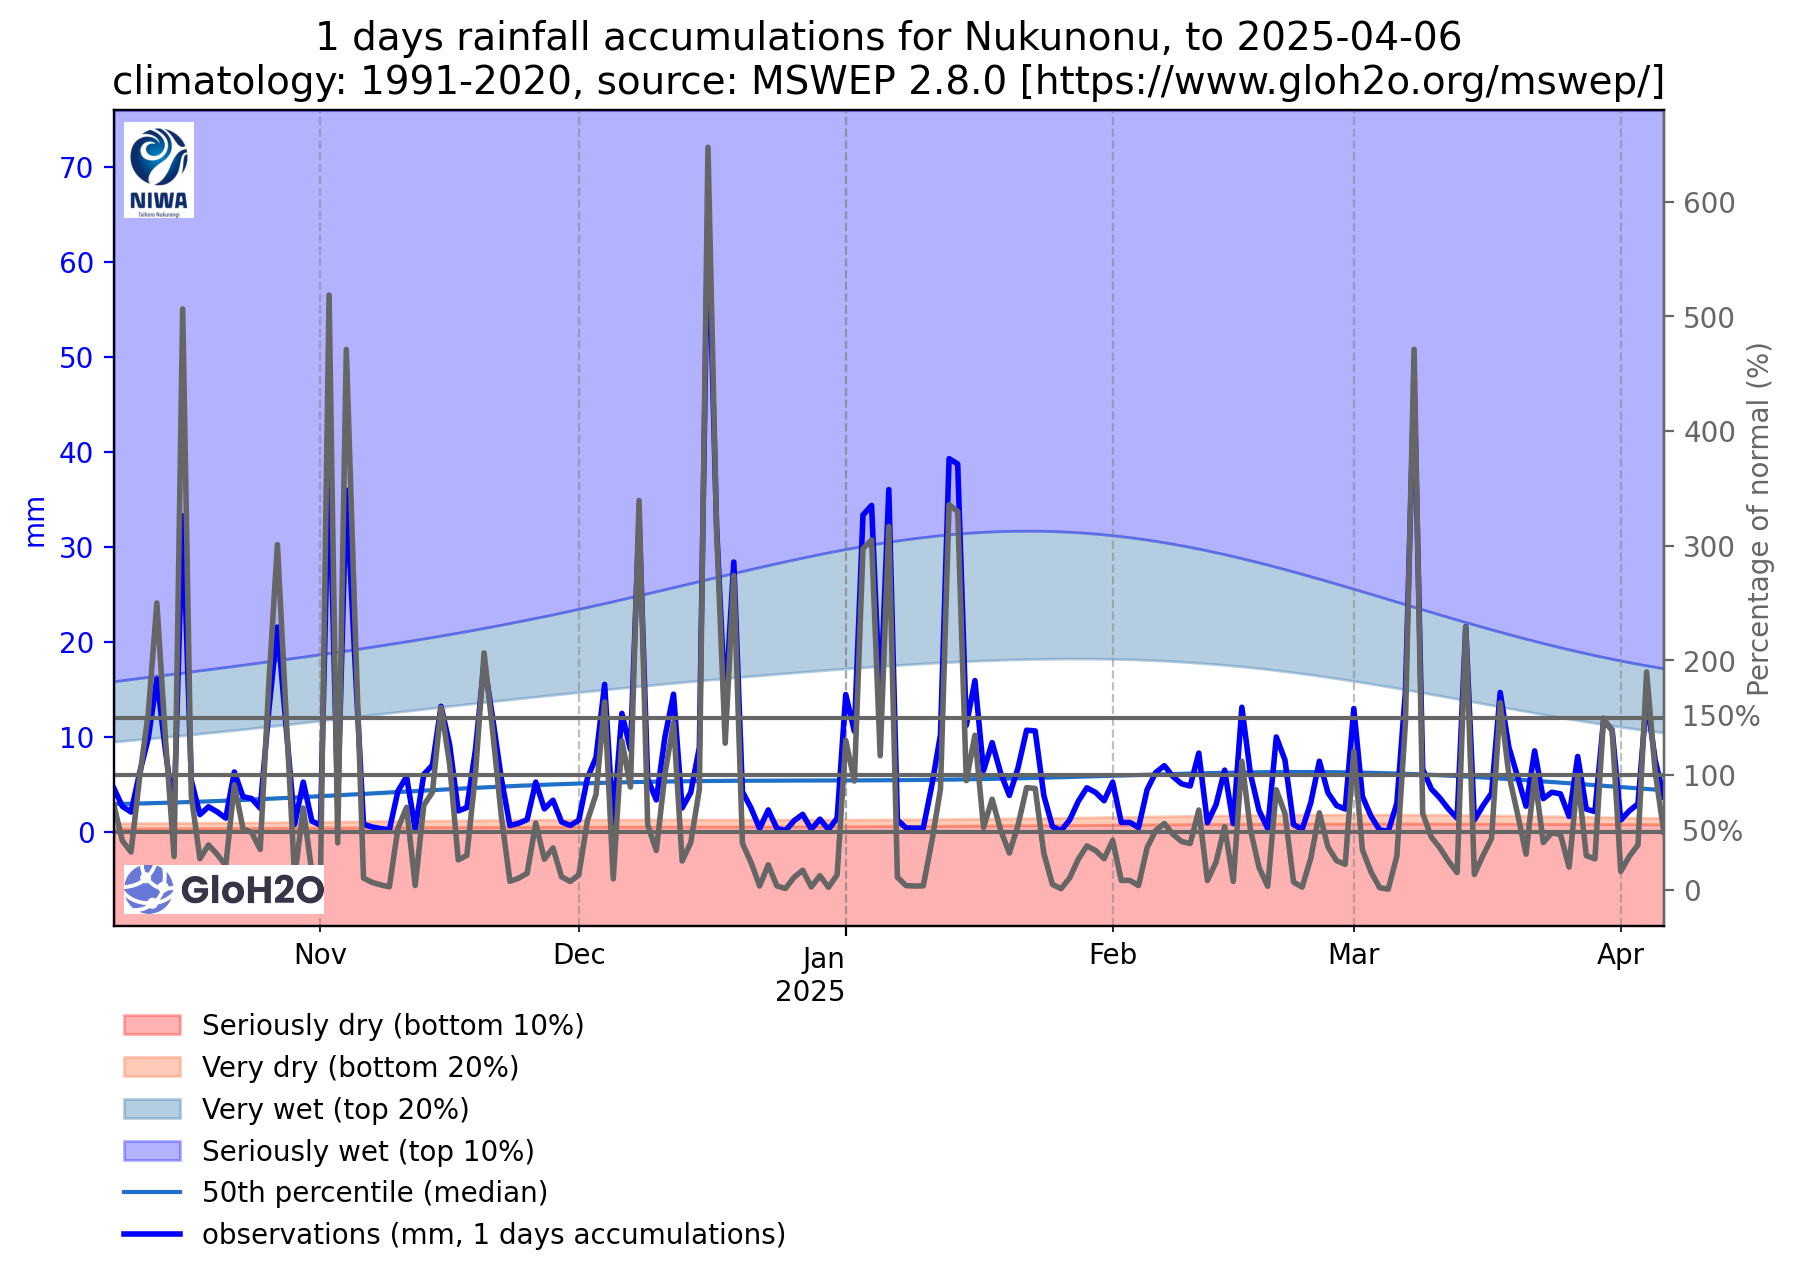 1 days rainfall accumulations for Nukunonu, to 2025-04-06
climatology: 1991-2020, source: MSWEP 2.8.0 [https://www.gloh2o.org/mswep/]
NIWA
Taihoro Nukurangi
70
60
50
40
30
20
10
0
mm
600
500
400
300
200
150%
100
50%
0
Percentage of normal (%)
GloH2O
Nov
Dec
Jan
2025
Feb
Mar
Apr
Seriously dry (bottom 10%)
Very dry (bottom 20%)
Very wet (top 20%)
Seriously wet (top 10%)
50th percentile (median)
observations (mm, 1 days accumulations)